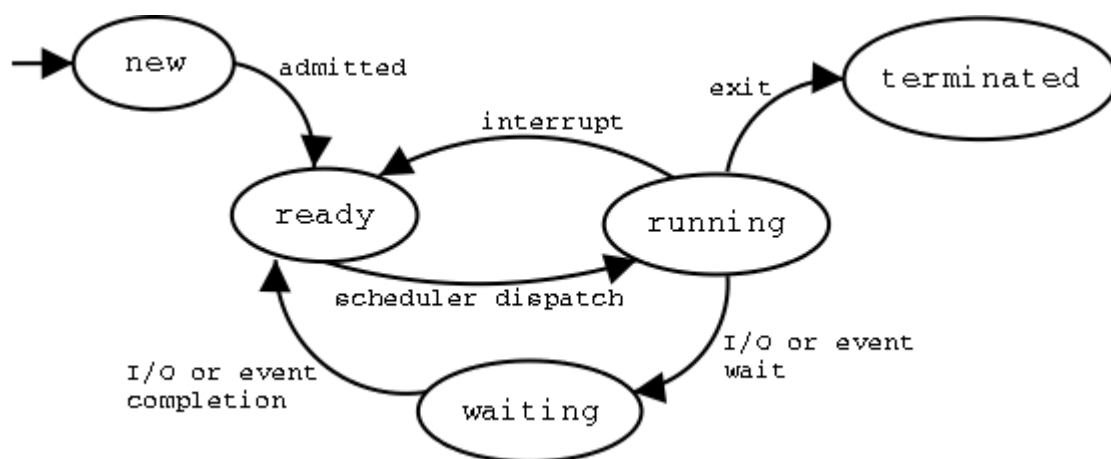 new
admitted
exit
terminated
interrupt
ready
running
scheduler dispatch
I/O or event
wait
I/O or event
completion
waiting